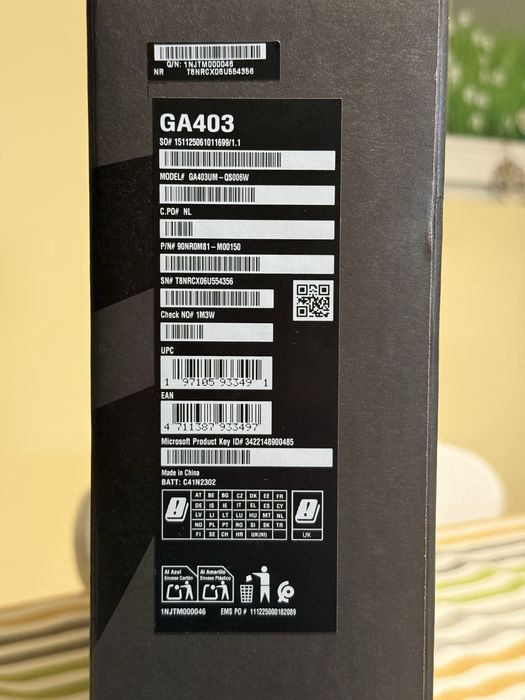 Q/N: 1NJTM000046
NR T8NRCX06U554356
GA403
SO# 151125061011699/1.1
MODEL# GA403UM-QS006W
C.PO# NL
P/N# 90NR0M81-M00150
SN# T8NRCX06U554356
Check NO# 1M3W
UPC
1 97105 93349 1
EAN
4 711387 933497
Microsoft Product Key ID# 3422148900485
Made in China
BATT: C41N2302
AT BE BG CZ DK EE FR
DE IS IE IT EL ES CY
LV LI LT LU HU MT NL
NO PL PT RO SI SK TR
FI SE CH HR UK(NI)
UK
Al Azul
Envase Cartón
Al Amarillo
Envase Plástico
1NJTM000046
EMS PO # 111225000182089